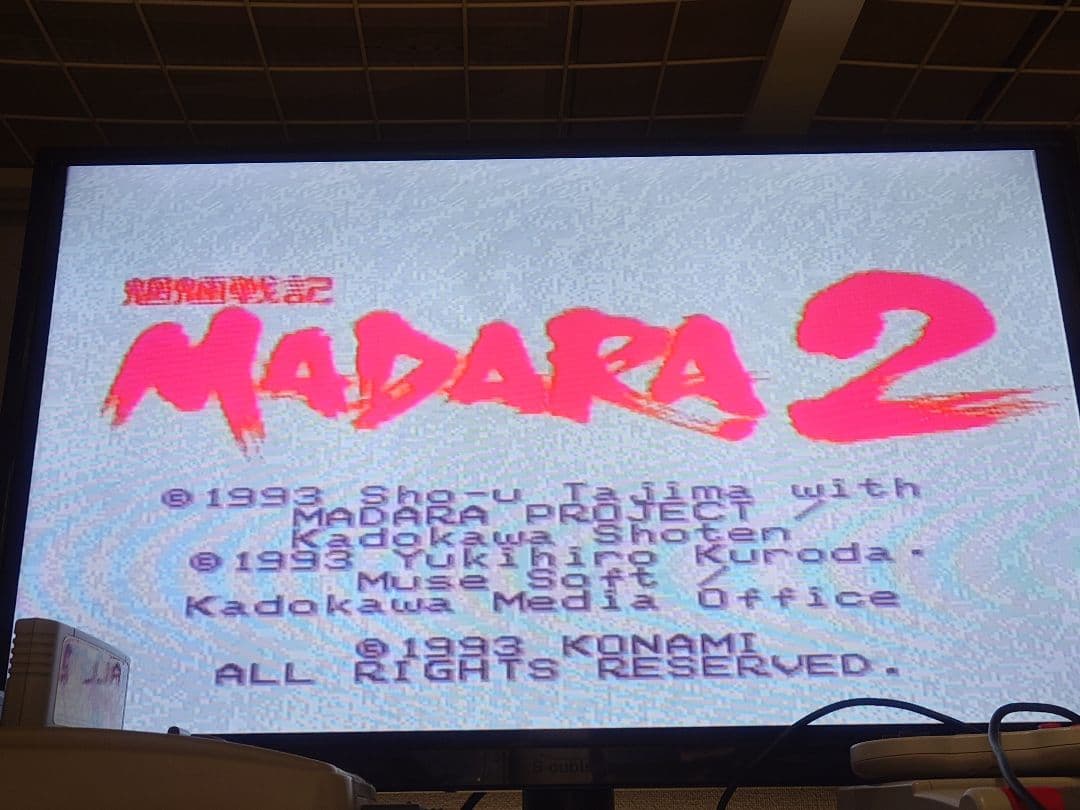 魍魎戦記
MADARA 2
©1993 Sho-u Tajima with
MADARA PROJECT /
Kadokawa Shoten
©1993 Yukihiro Kuroda・
Muse Soft /
Kadokawa Media Office
©1993 KONAMI
ALL RIGHTS RESERVED.